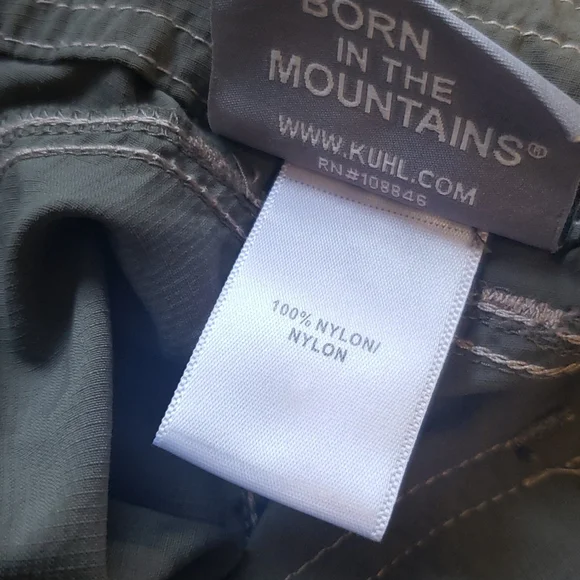 BORN
IN THE
MOUNTAINS®
WWW.KUHL.COM
RN#108846
100% NYLON/
NYLON